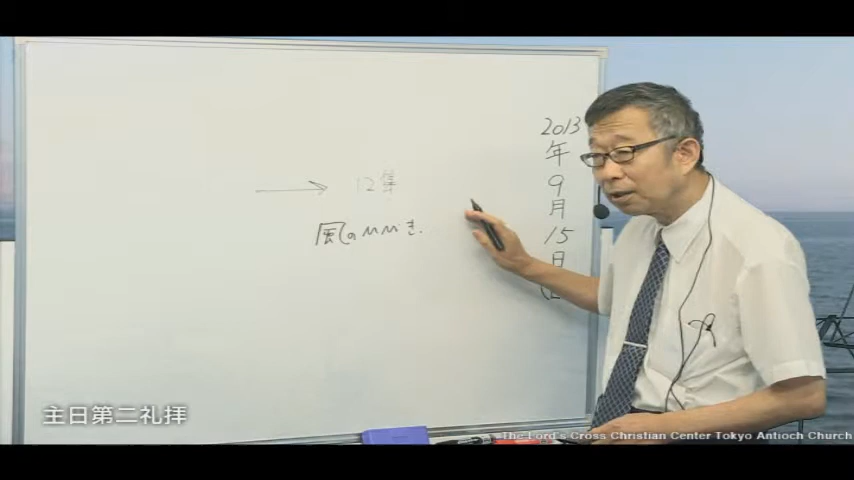 2013
年
9
月
15
日
12集
主日第二礼拝
The Lord's Cross Christian Center Tokyo Antioch Church